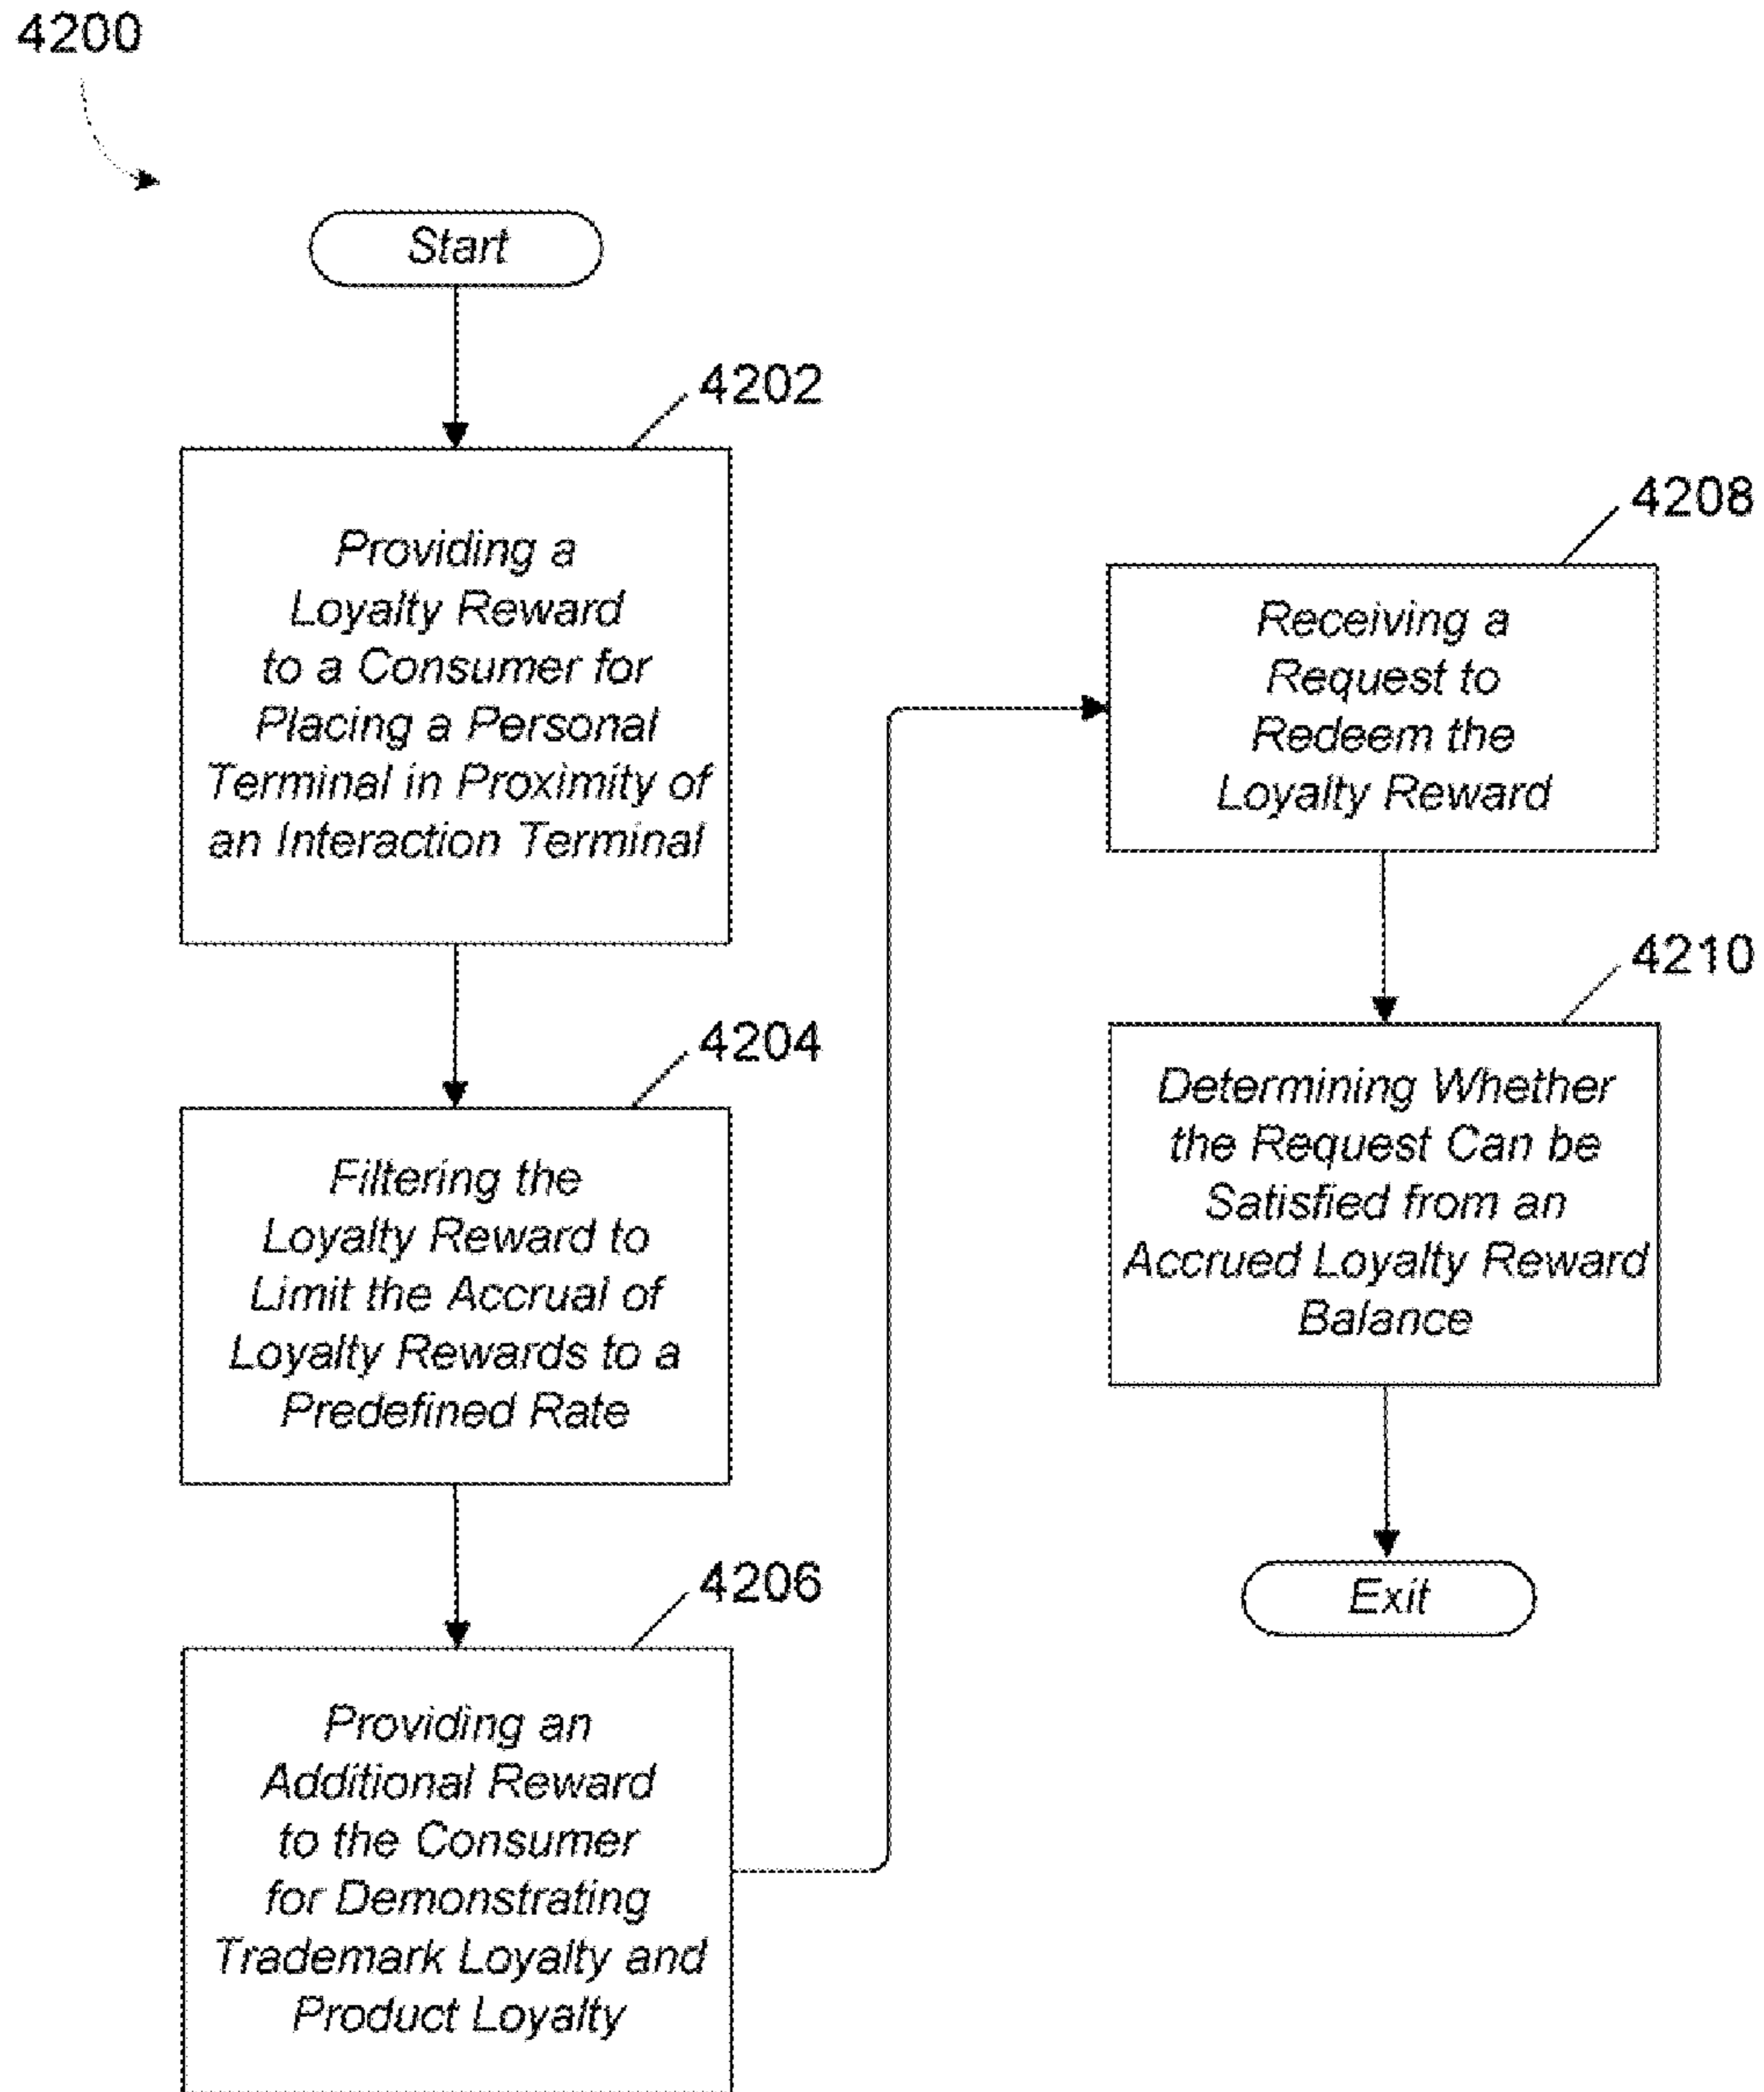 4200
Start
4202
Providing a
Loyalty Reward
to a Consumer for
Placing a Personal
Terminal in Proximity of
an Interaction Terminal
4204
Filtering the
Loyalty Reward to
Limit the Accrual of
Loyalty Rewards to a
Predefined Rate
4206
Providing an
Additional Reward
to the Consumer
for Demonstrating
Trademark Loyalty and
Product Loyalty
4208
Receiving a
Request to
Redeem the
Loyalty Reward
4210
Determining Whether
the Request Can be
Satisfied from an
Accrued Loyalty Reward
Balance
Exit